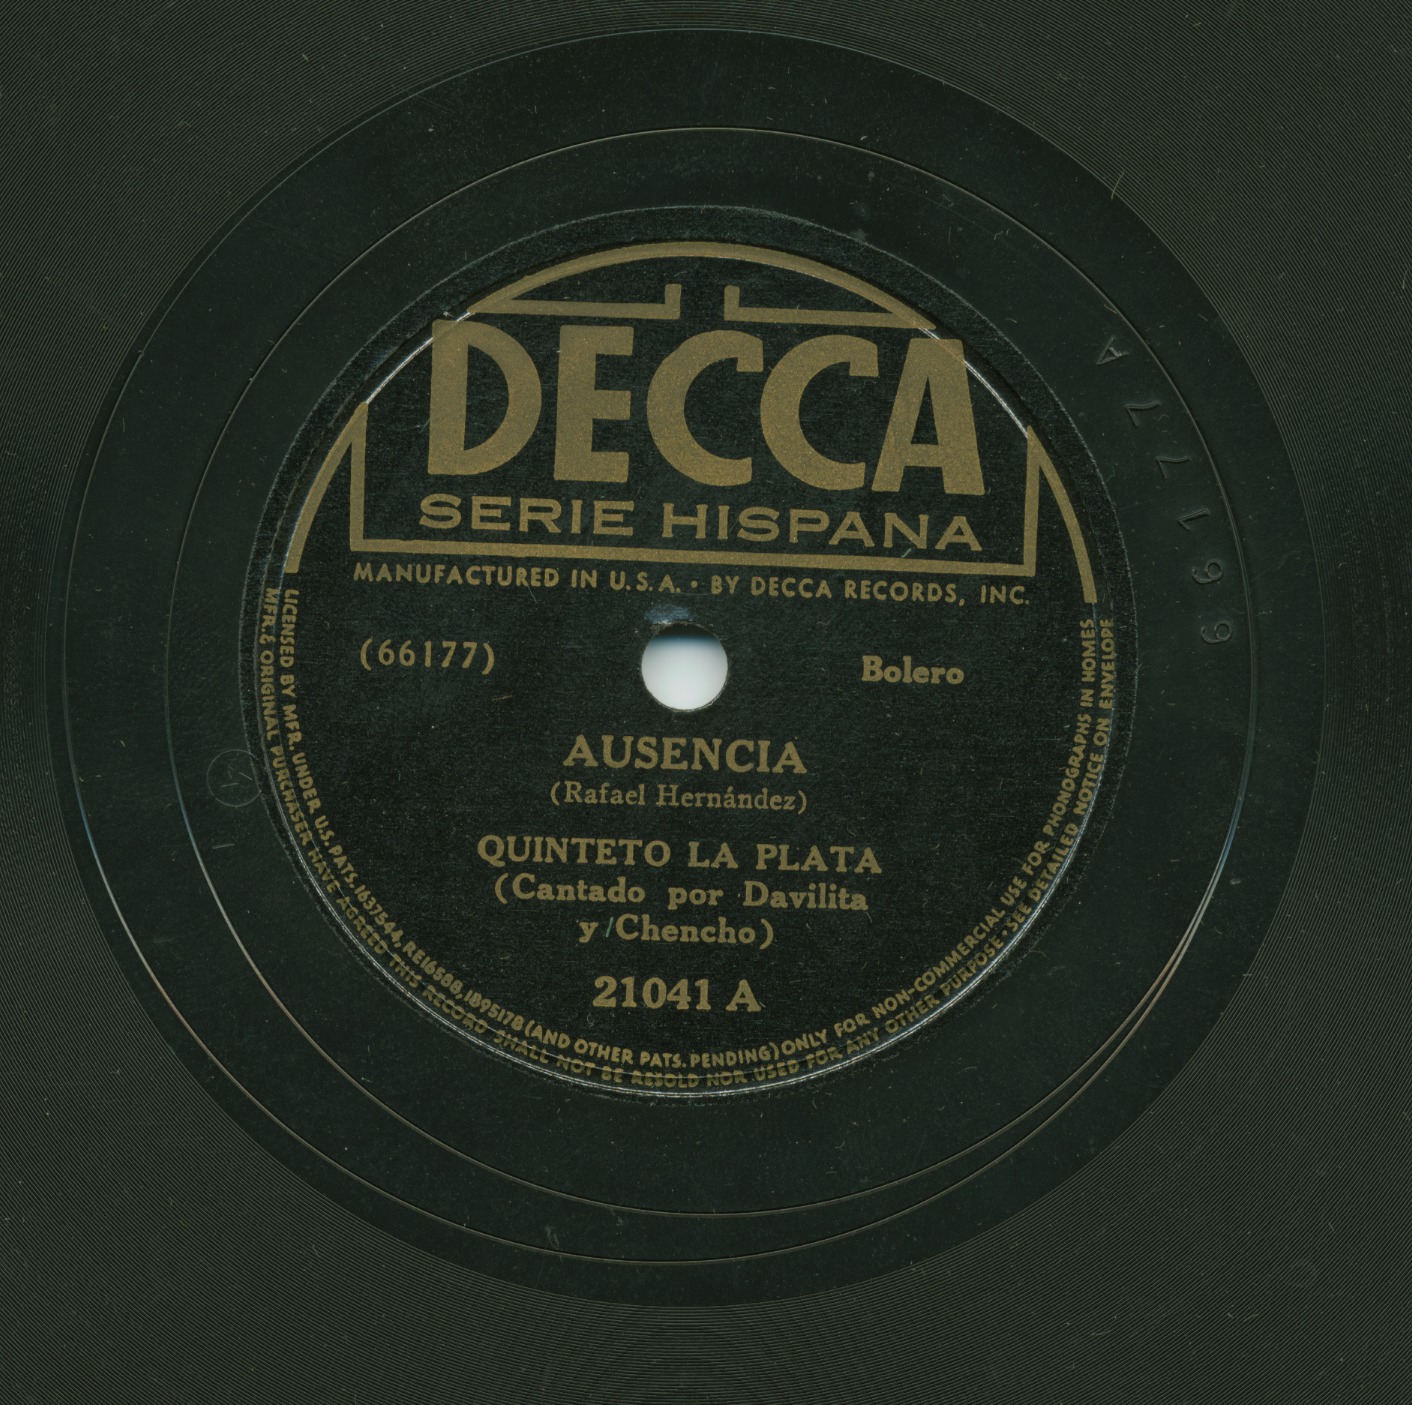 DECCA
SERIE HISPANA
MANUFACTURED IN U.S.A. · BY DECCA RECORDS, INC.
(66177)
Bolero
AUSENCIA
(Rafael Hernández)
QUINTETO LA PLATA
(Cantado por Davilita
y Chencho)
21041 A
LICENSED BY MFR. UNDER U.S. PATS. 1637544, RE16588, 1895178 (AND OTHER PATS. PENDING) ONLY FOR NON-COMMERCIAL USE FOR PHONOGRAPHS IN HOMES
MFR. & ORIGINAL PURCHASER HAVE AGREED THIS RECORD SHALL NOT BE RESOLD NOR USED FOR ANY OTHER PURPOSE · SEE DETAILED NOTICE ON ENVELOPE
66177A